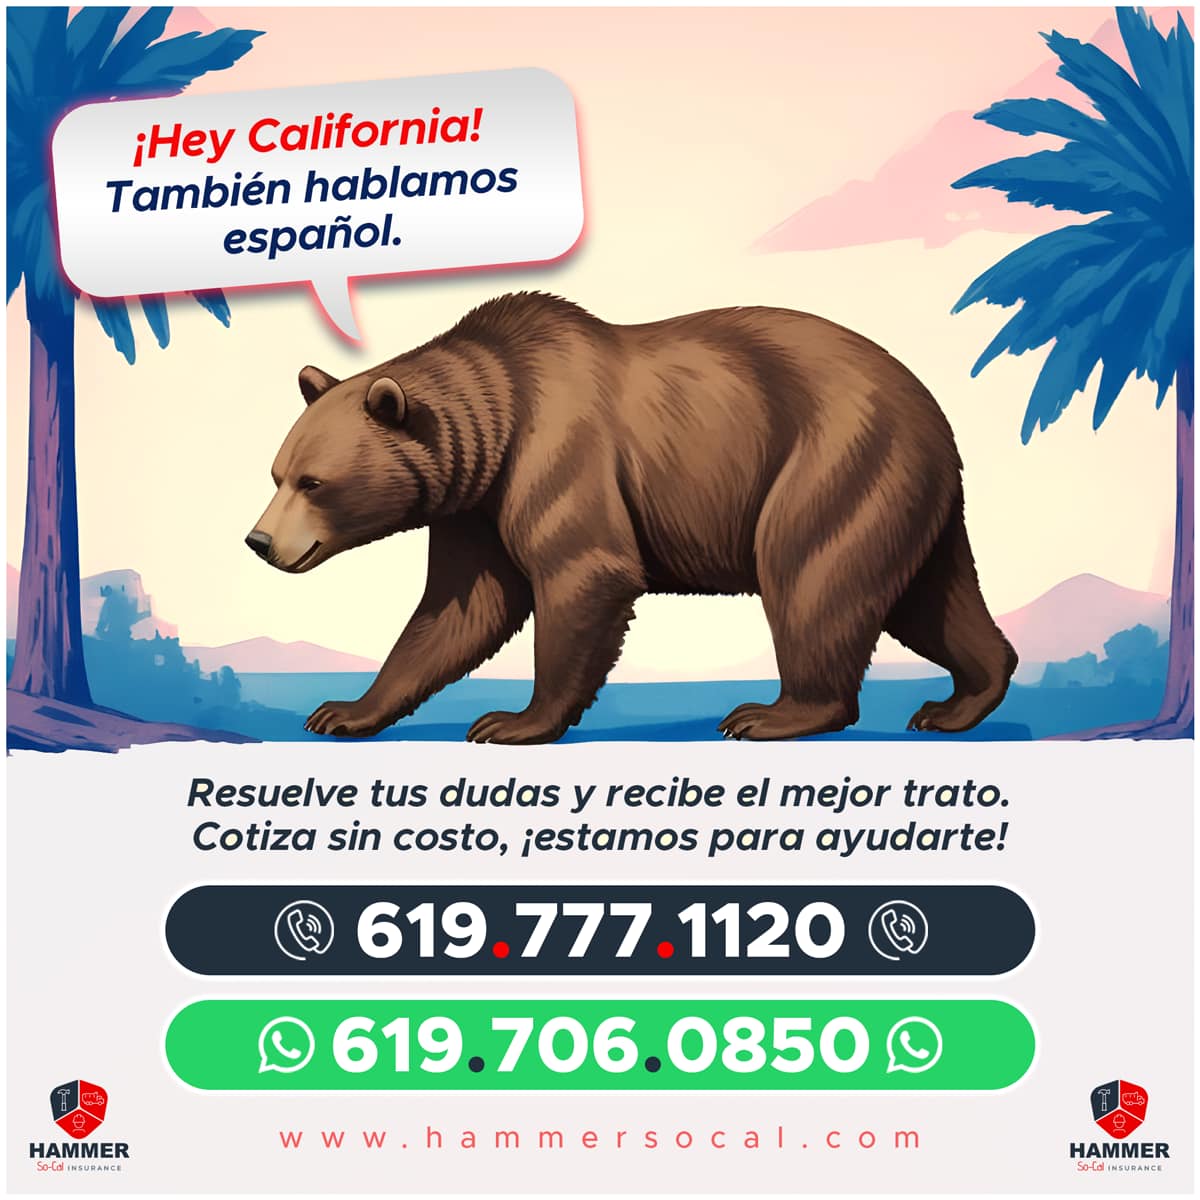 ¡Hey California!
También hablamos
español.
Resuelve tus dudas y recibe el mejor trato.
Cotiza sin costo, ¡estamos para ayudarte!
619.777.1120
619.706.0850
www.hammersocal.com
HAMMER
So-Cal INSURANCE
HAMMER
So-Cal INSURANCE